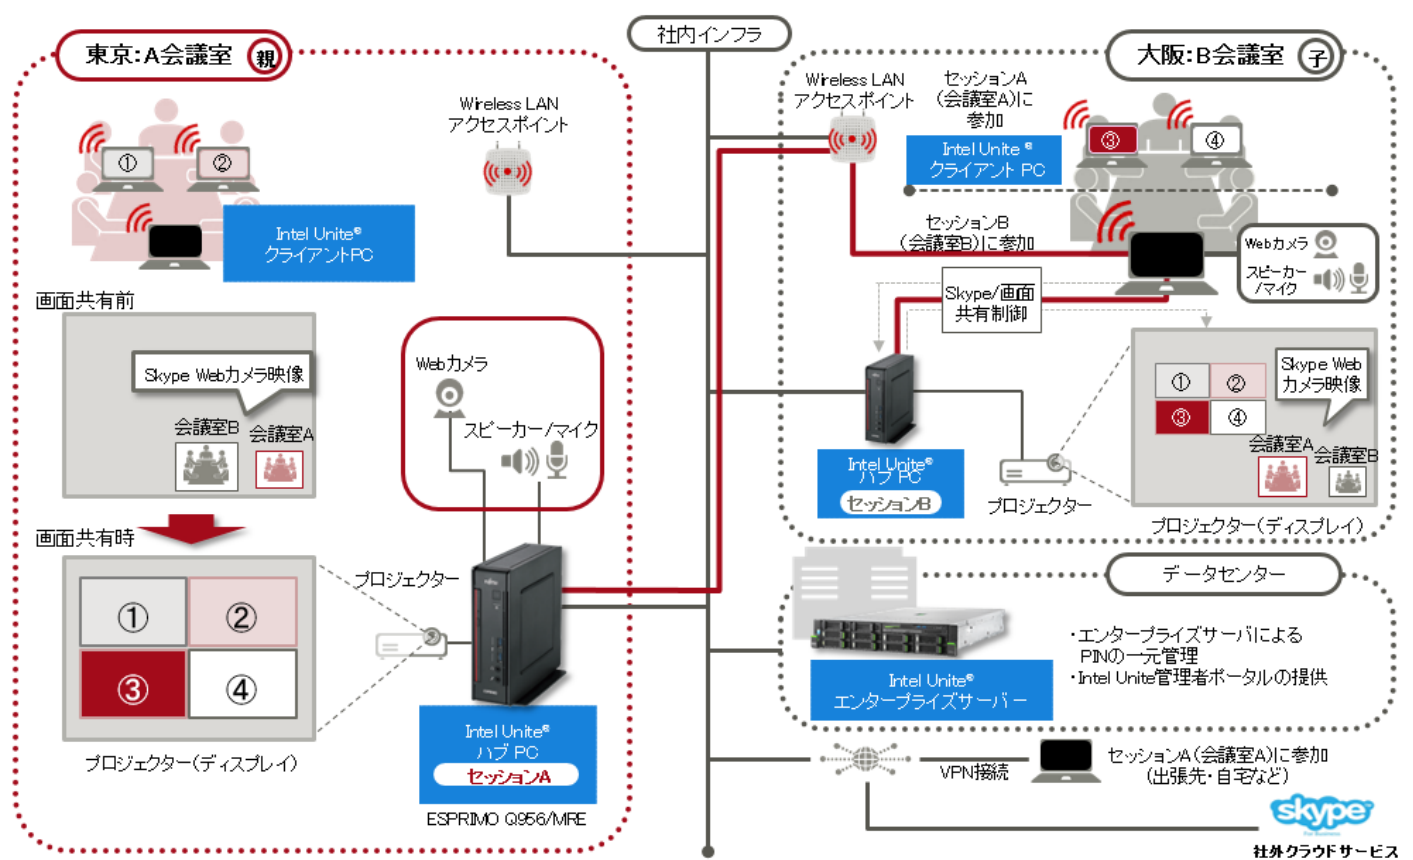 社内インフラ
東京:A会議室 親
Wireless LAN
アクセスポイント
① ②
Intel Unite®
クライアントPC
画面共有前
Skype Webカメラ映像
会議室B 会議室A
画面共有時
① ②
③ ④
プロジェクター(ディスプレイ)
Webカメラ
スピーカー/マイク
プロジェクター
Intel Unite®
ハブ PC
セッションA
ESPRIMO Q956/MRE
大阪:B会議室 子
Wireless LAN
アクセスポイント
セッションA
(会議室A)に
参加
Intel Unite ®
クライアント PC
③ ④
セッションB
(会議室B)に参加
Webカメラ
スピーカー
/マイク
Skype/画面
共有制御
Intel Unite®
ハブ PC
セッションB
プロジェクター
① ②
③ ④
Skype Web
カメラ映像
会議室A 会議室B
プロジェクター(ディスプレイ)
データセンター
Intel Unite®
エンタープライズサーバー
・エンタープライズサーバによる
PINの一元管理
・Intel Unite管理者ポータルの提供
VPN接続
セッションA(会議室A)に参加
(出張先・自宅など)
skype
For Business
社外クラウドサービス